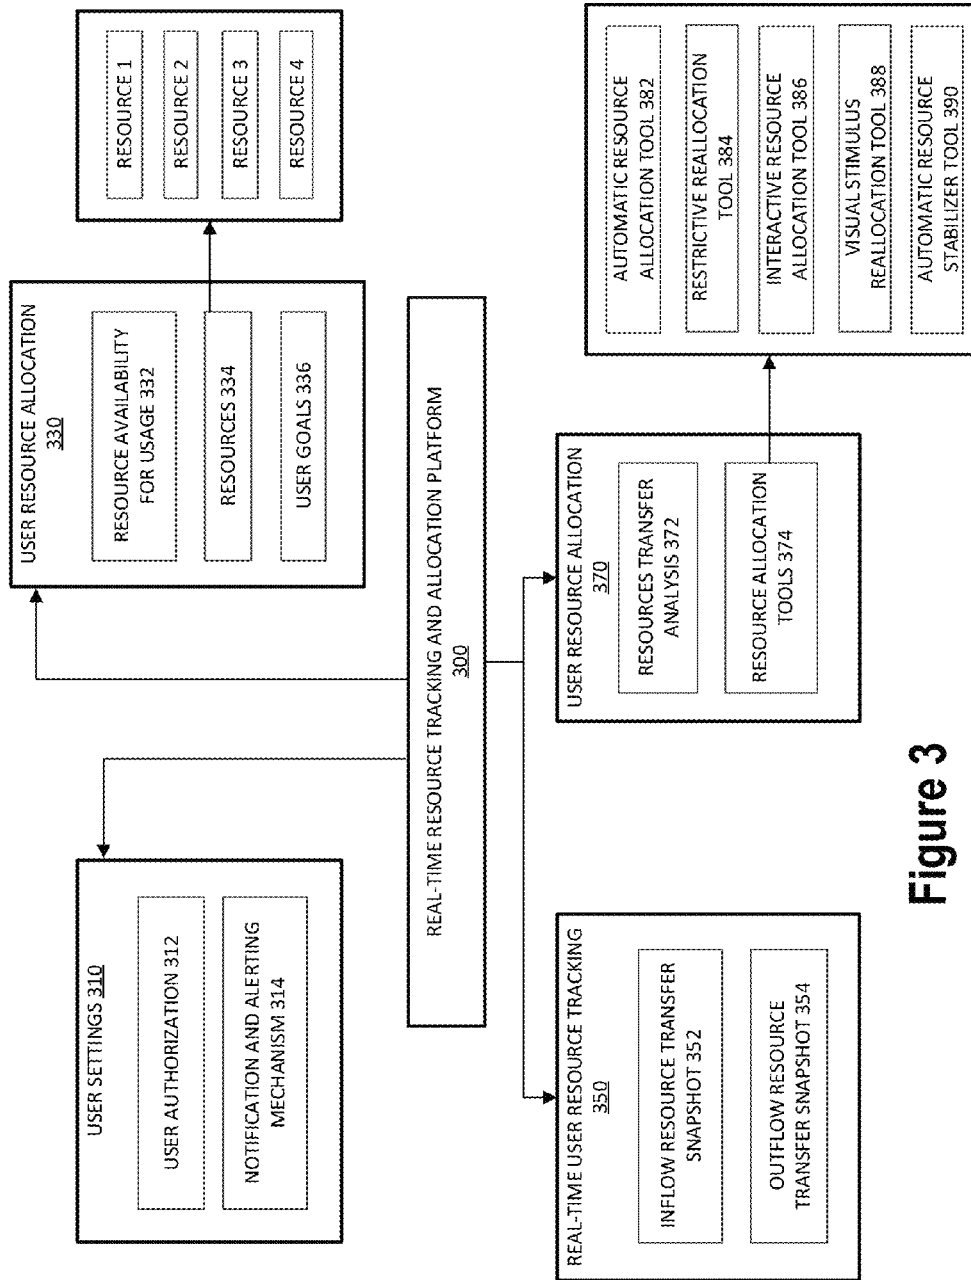 USER SETTINGS 310
USER AUTHORIZATION 312
NOTIFICATION AND ALERTING
MECHANISM 314
USER RESOURCE ALLOCATION
330
RESOURCE AVAILABILITY
FOR USAGE 332
RESOURCES 334
USER GOALS 336
RESOURCE 1
RESOURCE 2
RESOURCE 3
RESOURCE 4
REAL-TIME RESOURCE TRACKING AND ALLOCATION PLATFORM
300
REAL-TIME USER RESOURCE TRACKING
350
INFLOW RESOURCE TRANSFER
SNAPSHOT 352
OUTFLOW RESOURCE
TRANSFER SNAPSHOT 354
USER RESOURCE ALLOCATION
370
RESOURCES TRANSFER
ANALYSIS 372
RESOURCE ALLOCATION
TOOLS 374
AUTOMATIC RESOURCE
ALLOCATION TOOL 382
RESTRICTIVE REALLOCATION
TOOL 384
INTERACTIVE RESOURCE
ALLOCATION TOOL 386
VISUAL STIMULUS
REALLOCATION TOOL 388
AUTOMATIC RESOURCE
STABILIZER TOOL 390
Figure 3